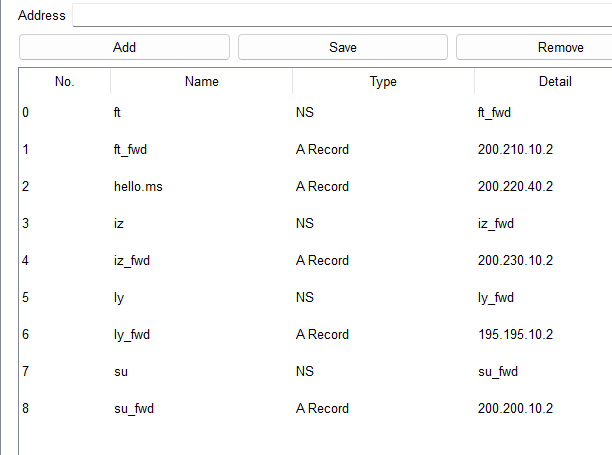 Address
Add Save Remove
No. Name Type Detail
0 ft NS ft_fwd
1 ft_fwd A Record 200.210.10.2
2 hello.ms A Record 200.220.40.2
3 iz NS iz_fwd
4 iz_fwd A Record 200.230.10.2
5 ly NS ly_fwd
6 ly_fwd A Record 195.195.10.2
7 su NS su_fwd
8 su_fwd A Record 200.200.10.2